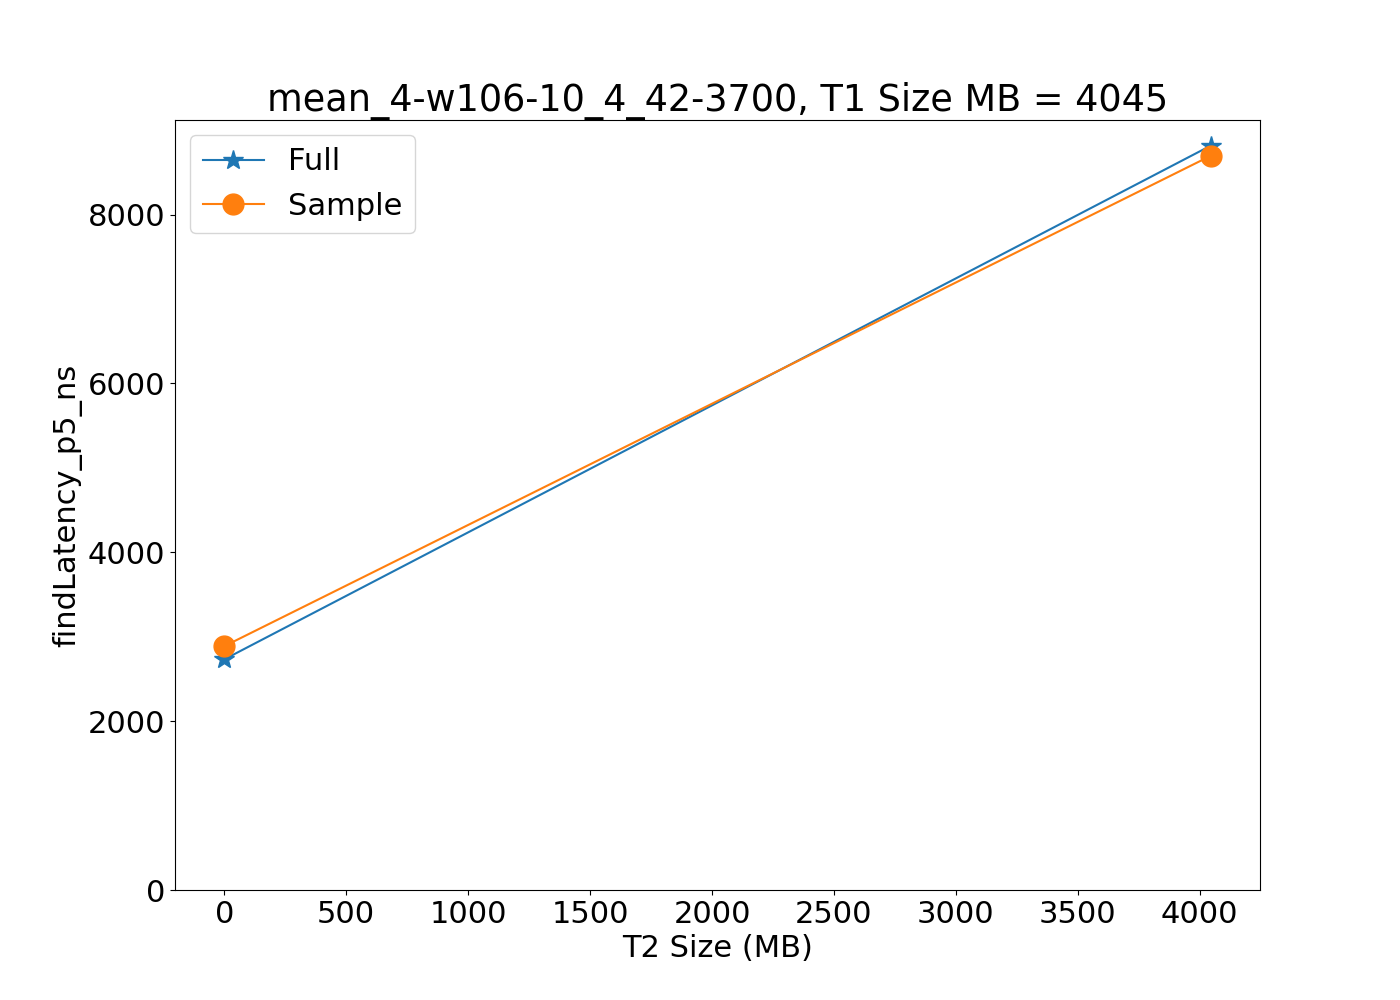 mean_4-w106-10_4_42-3700, T1 Size MB = 4045
Full
Sample
findLatency_p5_ns
8000
6000
4000
2000
0
0 500 1000 1500 2000 2500 3000 3500 4000
T2 Size (MB)